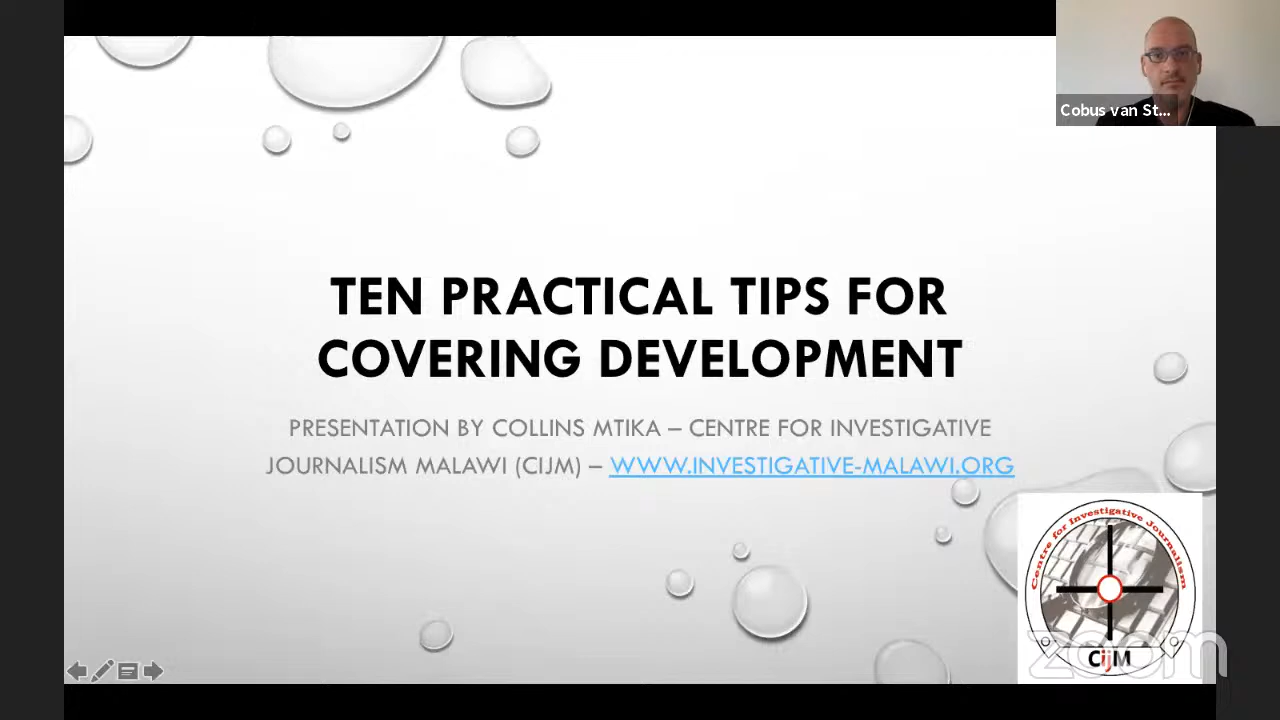 Cobus van St...
TEN PRACTICAL TIPS FOR
COVERING DEVELOPMENT
PRESENTATION BY COLLINS MTIKA – CENTRE FOR INVESTIGATIVE
JOURNALISM MALAWI (CIJM) – WWW.INVESTIGATIVE-MALAWI.ORG
Centre for Investigative Journalism
CijM
zoom